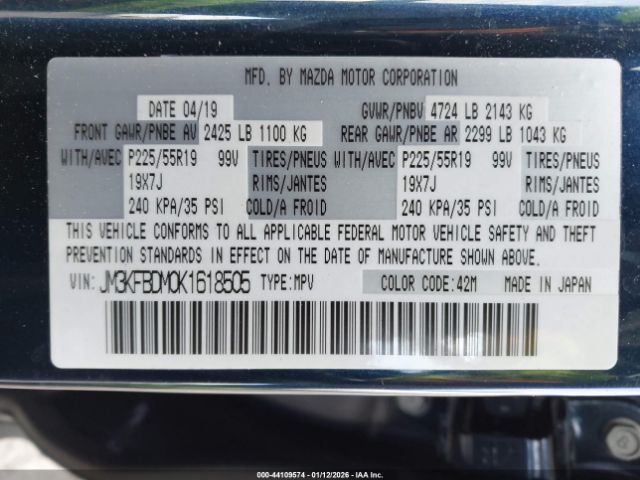 MFD. BY MAZDA MOTOR CORPORATION
DATE 04/19 GVWR/PNBV 4724 LB 2143 KG
FRONT GAWR/PNBE AV 2425 LB 1100 KG REAR GAWR/PNBE AR 2299 LB 1043 KG
WITH/AVEC P225/55R19 99V TIRES/PNEUS WITH/AVEC P225/55R19 99V TIRES/PNEUS
19X7J RIMS/JANTES 19X7J RIMS/JANTES
240 KPA/35 PSI COLD/A FROID 240 KPA/35 PSI COLD/A FROID
THIS VEHICLE CONFORMS TO ALL APPLICABLE FEDERAL MOTOR VEHICLE SAFETY AND THEFT
PREVENTION STANDARDS IN EFFECT ON THE DATE OF MANUFACTURE SHOWN ABOVE.
VIN: JM3KFBDM0K1618505 TYPE:MPV COLOR CODE:42M MADE IN JAPAN
000-44109574 - 01/12/2026 - IAA Inc.